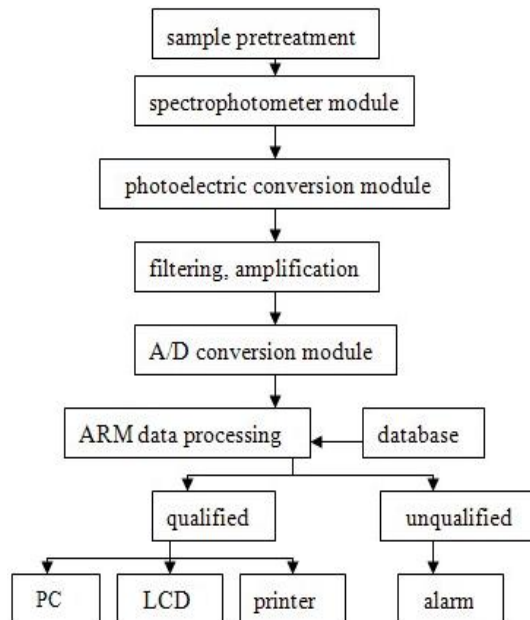 sample pretreatment
spectrophotometer module
photoelectric conversion module
filtering, amplification
A/D conversion module
ARM data processing
database
qualified
unqualified
PC
LCD
printer
alarm